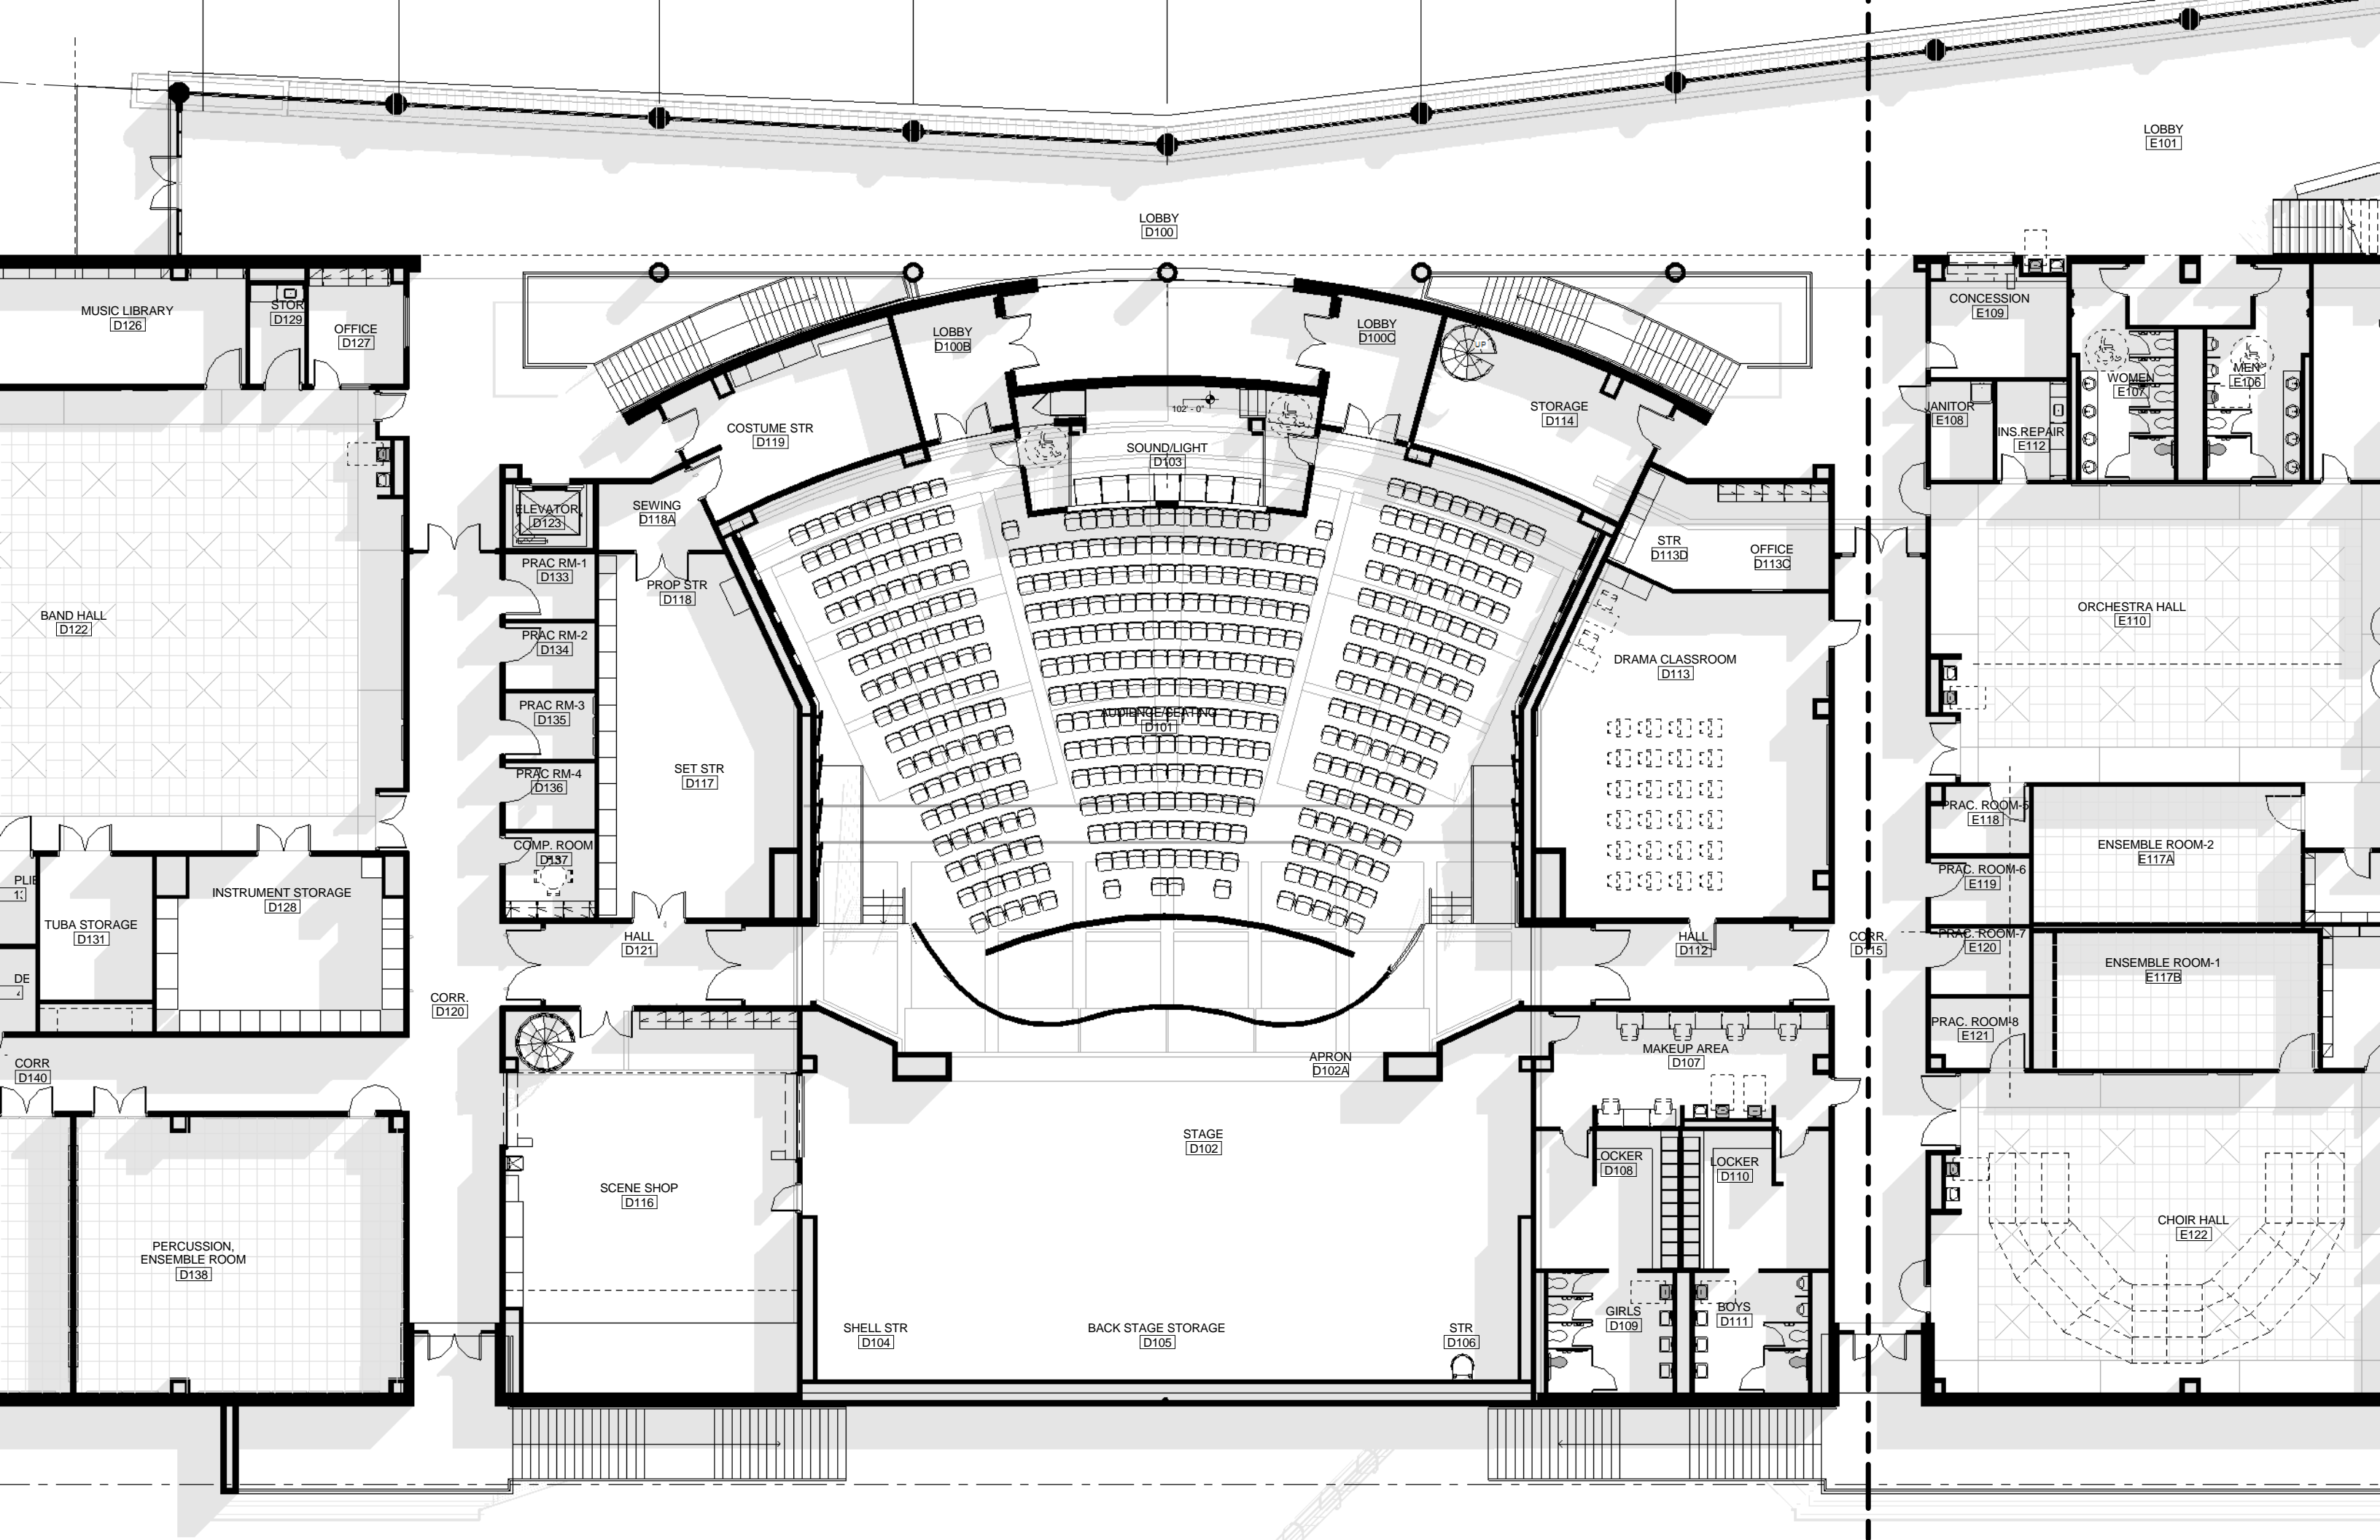 LOBBY
E101
LOBBY
D100
MUSIC LIBRARY
D126
STOR
D129
OFFICE
D127
LOBBY
D100B
LOBBY
D100C
UP
CONCESSION
E109
WOMEN
E107
MEN
E106
JANITOR
E108
INS.REPAIR
E112
COSTUME STR
D119
102' - 0"
SOUND/LIGHT
D103
STORAGE
D114
ELEVATOR
D123
SEWING
D118A
STR
D113D
OFFICE
D113C
PRAC RM-1
D133
PROP STR
D118
BAND HALL
D122
PRAC RM-2
D134
ORCHESTRA HALL
E110
DRAMA CLASSROOM
D113
PRAC RM-3
D135
AUDIENCE/SEATING
D101
PRAC RM-4
D136
SET STR
D117
PRAC. ROOM-5
E118
COMP. ROOM
D137
ENSEMBLE ROOM-2
E117A
PLIE
INSTRUMENT STORAGE
D128
PRAC. ROOM-6
E119
TUBA STORAGE
D131
HALL
D121
HALL
D112
CORR.
D115
PRAC. ROOM-7
E120
ENSEMBLE ROOM-1
E117B
DE
CORR.
D120
PRAC. ROOM-8
E121
CORR
D140
APRON
D102A
MAKEUP AREA
D107
STAGE
D102
LOCKER
D108
LOCKER
D110
SCENE SHOP
D116
CHOIR HALL
E122
PERCUSSION,
ENSEMBLE ROOM
D138
SHELL STR
D104
BACK STAGE STORAGE
D105
STR
D106
GIRLS
D109
BOYS
D111